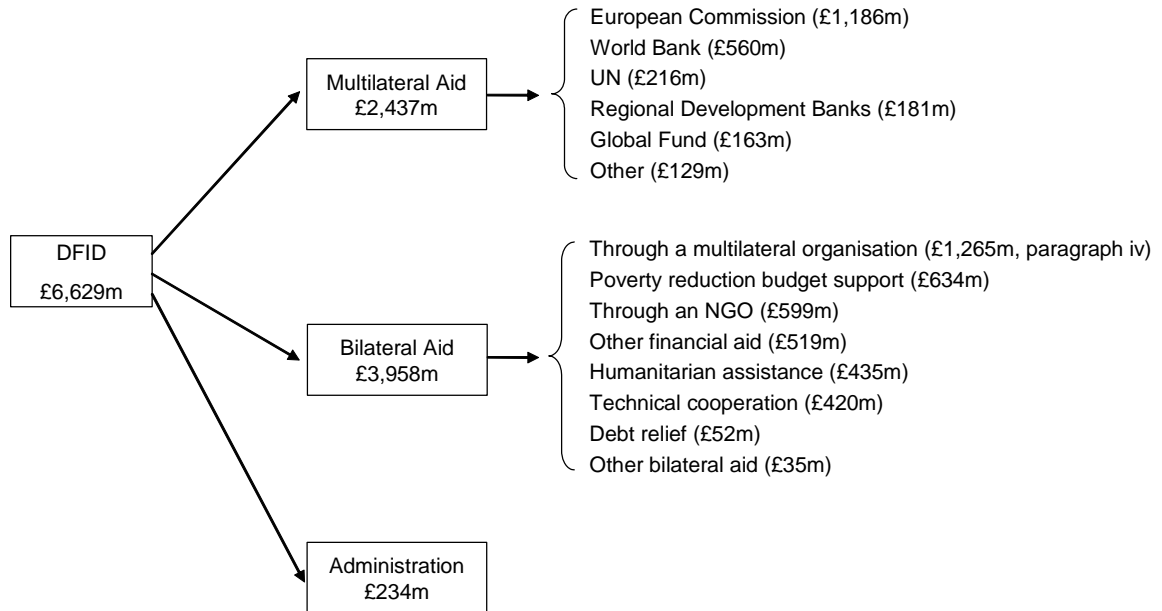 European Commission (£1,186m)
World Bank (£560m)
UN (£216m)
Regional Development Banks (£181m)
Global Fund (£163m)
Other (£129m)
Multilateral Aid
£2,437m
DFID
£6,629m
Through a multilateral organisation (£1,265m, paragraph iv)
Poverty reduction budget support (£634m)
Through an NGO (£599m)
Other financial aid (£519m)
Humanitarian assistance (£435m)
Technical cooperation (£420m)
Debt relief (£52m)
Other bilateral aid (£35m)
Bilateral Aid
£3,958m
Administration
£234m